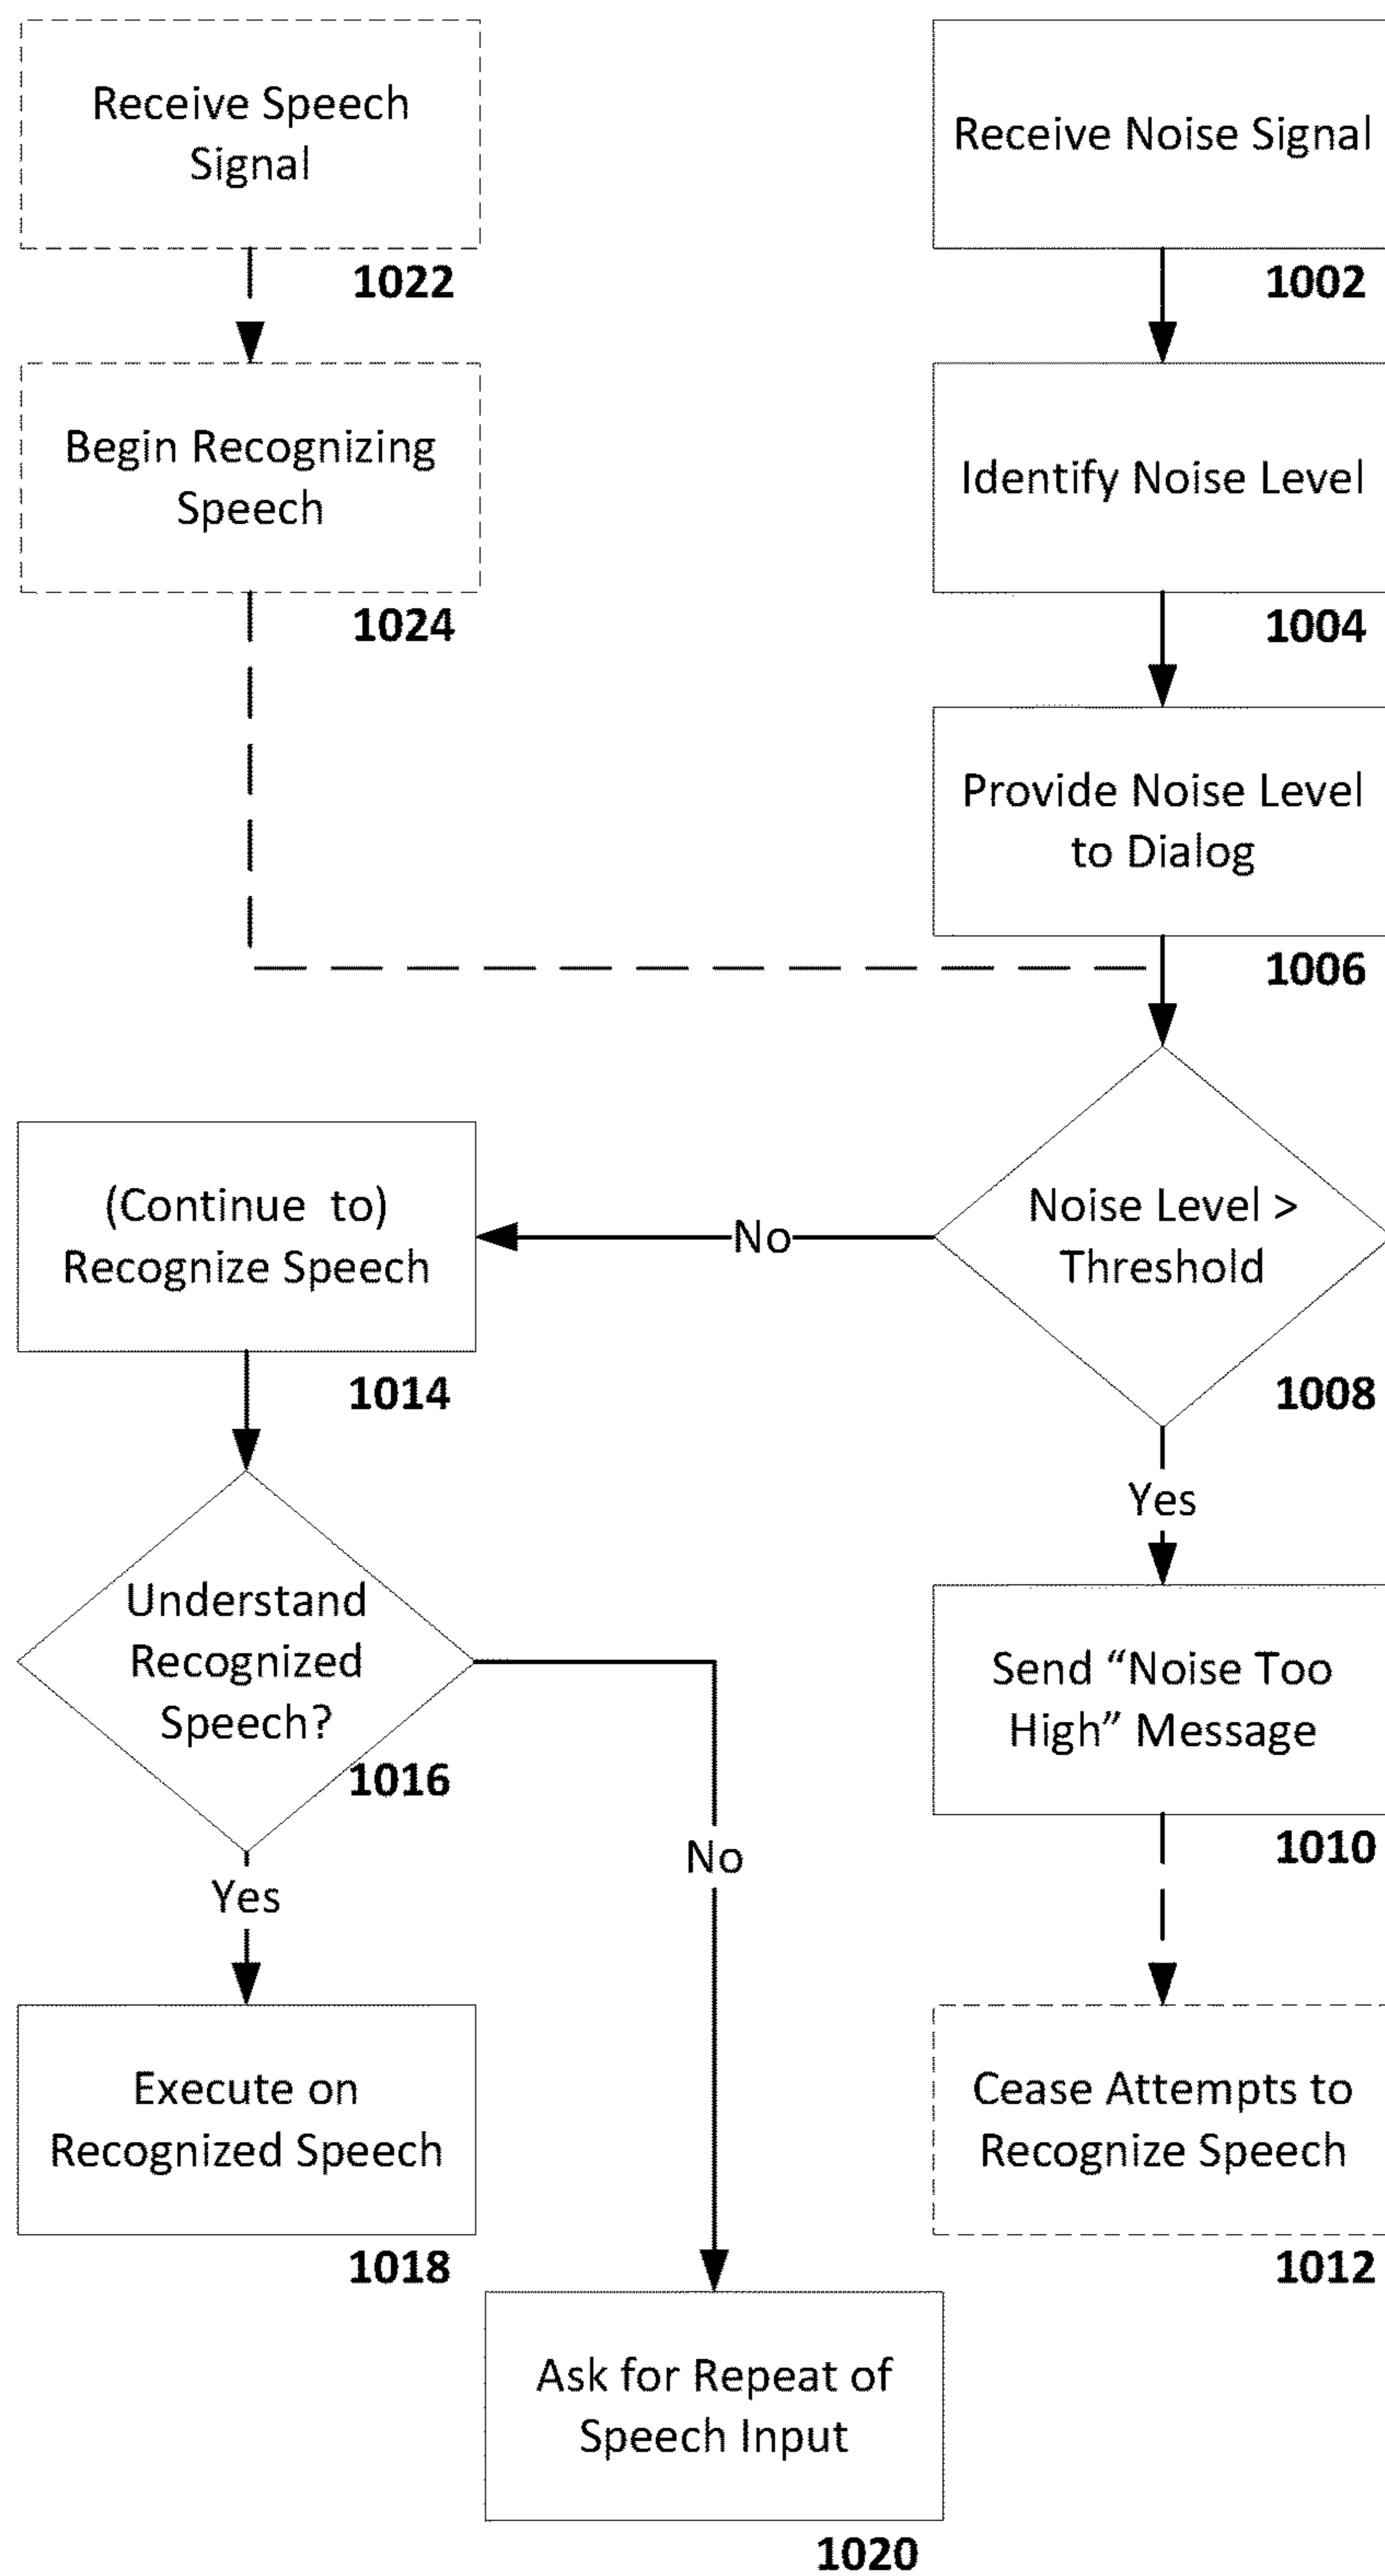 Receive Speech
Signal
1022
Receive Noise Signal
1002
Begin Recognizing
Speech
1024
Identify Noise Level
1004
Provide Noise Level
to Dialog
1006
Noise Level >
Threshold
1008
No
(Continue to)
Recognize Speech
1014
Yes
Understand
Recognized
Speech?
1016
Send “Noise Too
High” Message
1010
No
Yes
Execute on
Recognized Speech
1018
Cease Attempts to
Recognize Speech
1012
Ask for Repeat of
Speech Input
1020